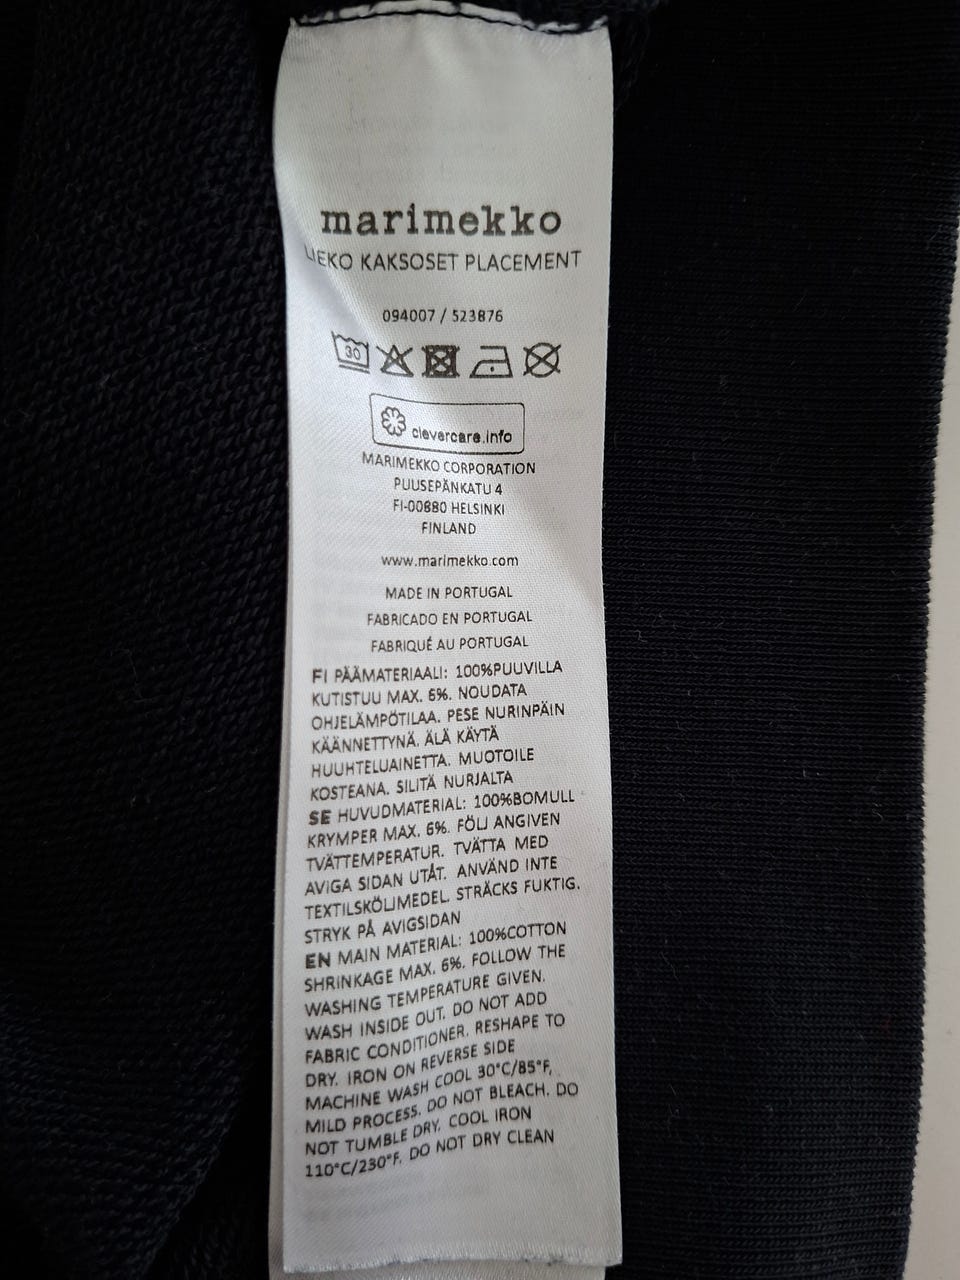 marimekko
LIEKO KAKSOSET PLACEMENT
094007 / 523876
30
clevercare.info
MARIMEKKO CORPORATION
PUUSEPÄNKATU 4
FI-00880 HELSINKI
FINLAND
www.marimekko.com
MADE IN PORTUGAL
FABRICADO EN PORTUGAL
FABRIQUÉ AU PORTUGAL
FI PÄÄMATERIAALI: 100%PUUVILLA
KUTISTUU MAX. 6%. NOUDATA
OHJELÄMPÖTILAA. PESE NURINPÄIN
KÄÄNNETTYNÄ. ÄLÄ KÄYTÄ
HUUHTELUAINETTA. MUOTOILE
KOSTEANA. SILITÄ NURJALTA
SE HUVUDMATERIAL: 100%BOMULL
KRYMPER MAX. 6%. FÖLJ ANGIVEN
TVÄTTEMPERATUR. TVÄTTA MED
AVIGA SIDAN UTÅT. ANVÄND INTE
TEXTILSKÖLJMEDEL. STRÄCKS FUKTIG.
STRYK PÅ AVIGSIDAN
EN MAIN MATERIAL: 100%COTTON
SHRINKAGE MAX. 6%. FOLLOW THE
WASHING TEMPERATURE GIVEN.
WASH INSIDE OUT. DO NOT ADD
FABRIC CONDITIONER. RESHAPE TO
DRY. IRON ON REVERSE SIDE
MACHINE WASH COOL 30°C/85°F,
MILD PROCESS. DO NOT BLEACH. DO
NOT TUMBLE DRY. COOL IRON
110°C/230°F. DO NOT DRY CLEAN